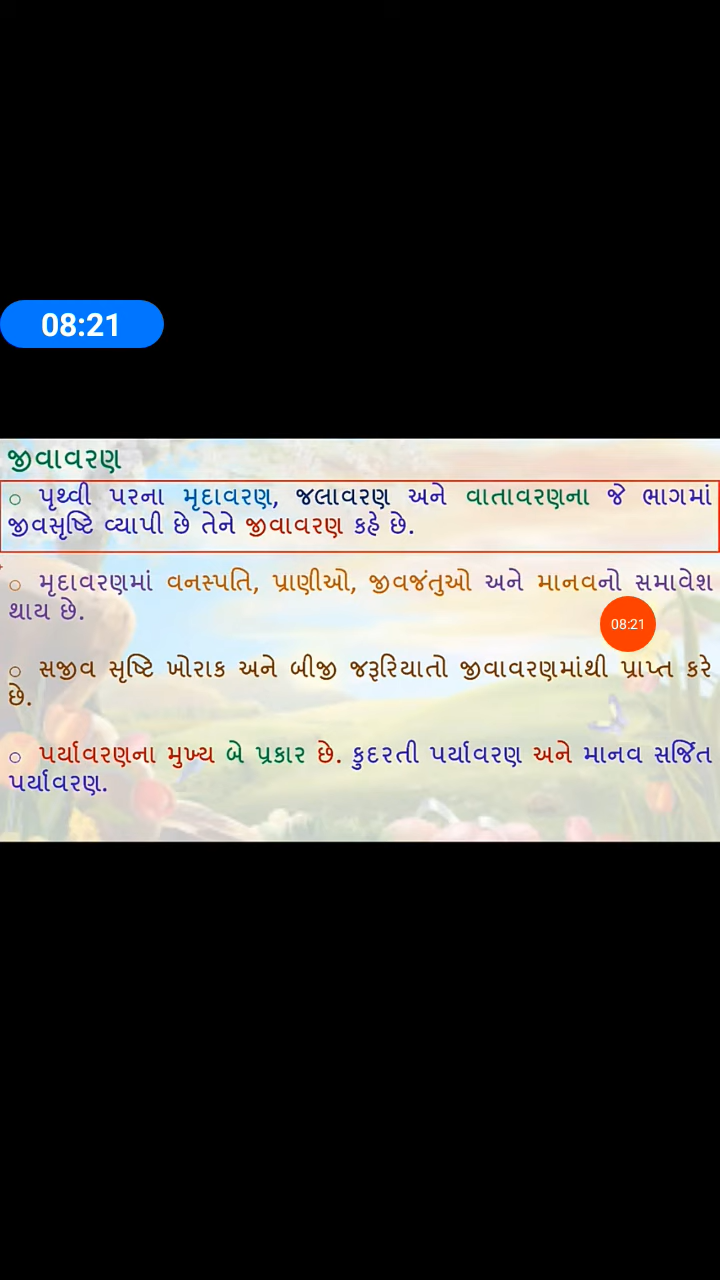 08:21
જીવાવરણ
○ પૃથ્વી પરના મૃદાવરણ, જલાવરણ અને વાતાવરણના જે ભાગમાં
જીવસૃષ્ટિ વ્યાપી છે તેને જીવાવરણ કહે છે.
○ મૃદાવરણમાં વનસ્પતિ, પ્રાણીઓ, જીવજંતુઓ અને માનવનો સમાવેશ
થાય છે.
08:21
○ સજીવ સૃષ્ટિ ખોરાક અને બીજી જરૂરિયાતો જીવાવરણમાંથી પ્રાપ્ત કરે
છે.
○ પર્યાવરણના મુખ્ય બે પ્રકાર છે. કુદરતી પર્યાવરણ અને માનવ સર્જિત
પર્યાવરણ.